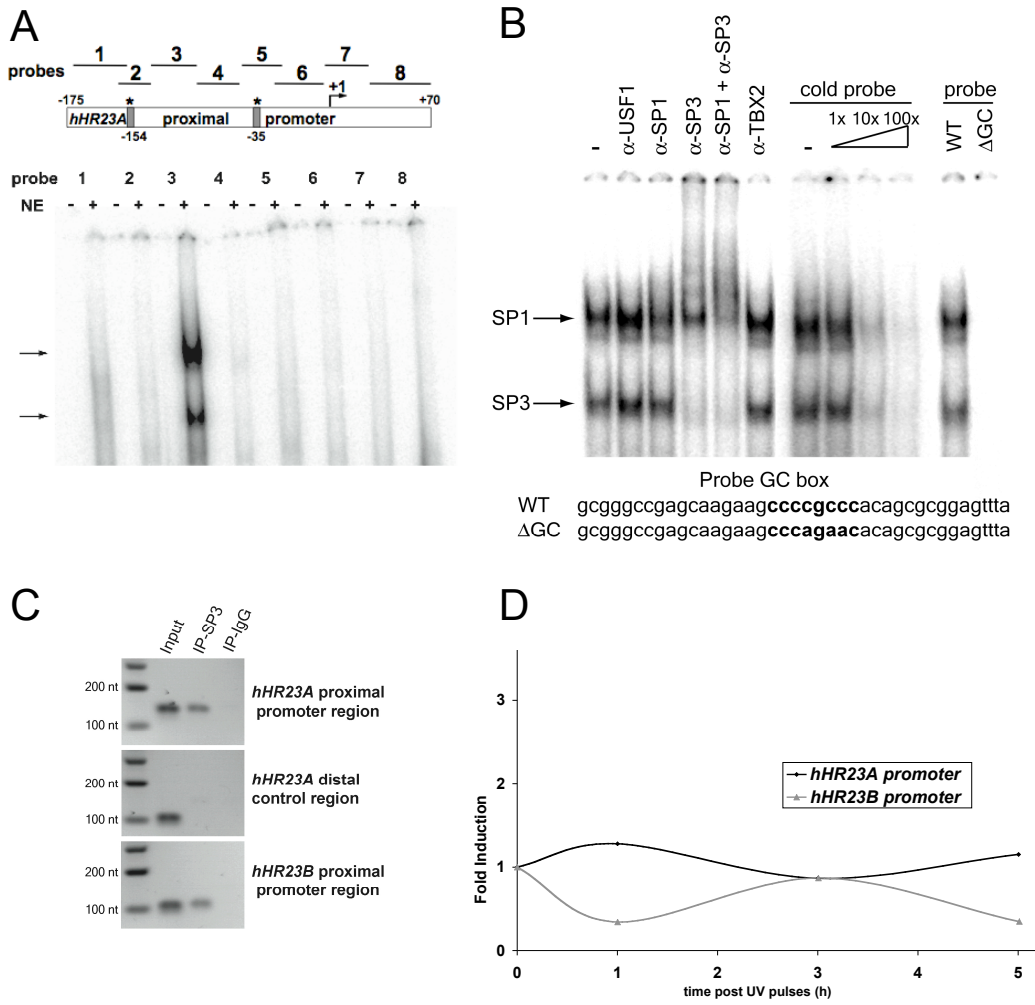 A
1 3 5 7
probes 2 4 6 8
+1
-175 * * +70
hHR23A proximal promoter
-154 -35
probe 1 2 3 4 5 6 7 8
NE - + - + - + - + - + - + - + - +
B
- α-USF1 α-SP1 α-SP3 α-SP1 + α-SP3 α-TBX2
cold probe
- 1x 10x 100x
probe
WT ΔGC
SP1
SP3
Probe GC box
WT gcgggccgagcaagaagccccgcccacagcgcggagttta
ΔGC gcgggccgagcaagaagcccagaacacagcgcggagttta
C
Input IP-SP3 IP-IgG
200 nt
100 nt
hHR23A proximal
promoter region
200 nt
100 nt
hHR23A distal
control region
200 nt
100 nt
hHR23B proximal
promoter region
D
3
2
1
0
Fold Induction
hHR23A promoter
hHR23B promoter
0 1 2 3 4 5
time post UV pulses (h)